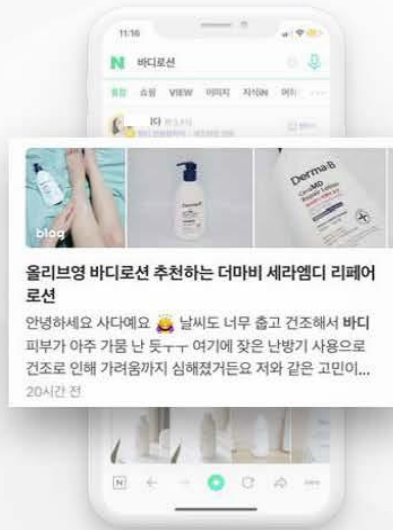 11:16
N 바디로션
통합 쇼핑 VIEW 이미지 지식iN
blog
Derma:B
CeraMD
Repair Lotion
올리브영 바디로션 추천하는 더마비 세라엠디 리페어
로션
안녕하세요 사다예요 날씨도 너무 춥고 건조해서 바디
피부가 아주 가뭄 난 듯ㅜㅜ 여기에 잦은 난방기 사용으로
건조로 인해 가려움까지 심해졌거든요 저와 같은 고민이...
20시간 전
N